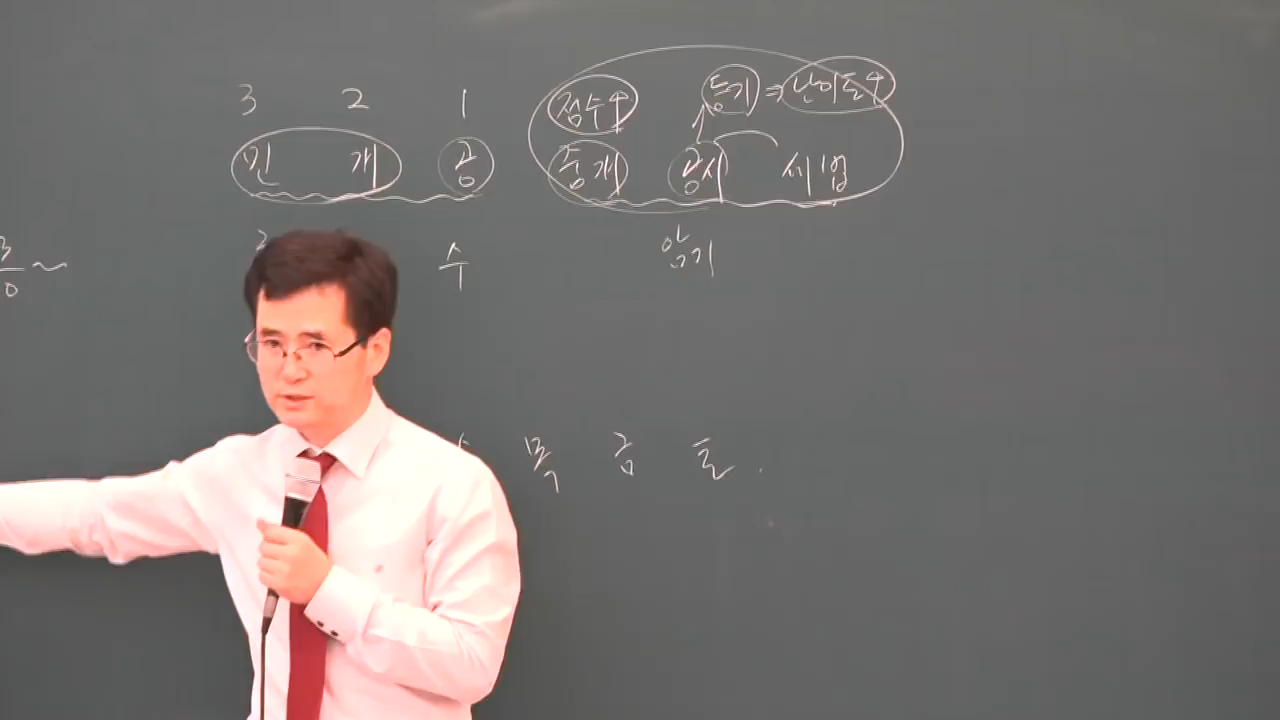 3 2 1 점수↑ 등기 ⇒ 난이도↑
민 개 공 중개 공시 세법
수 암기
목 금 토.